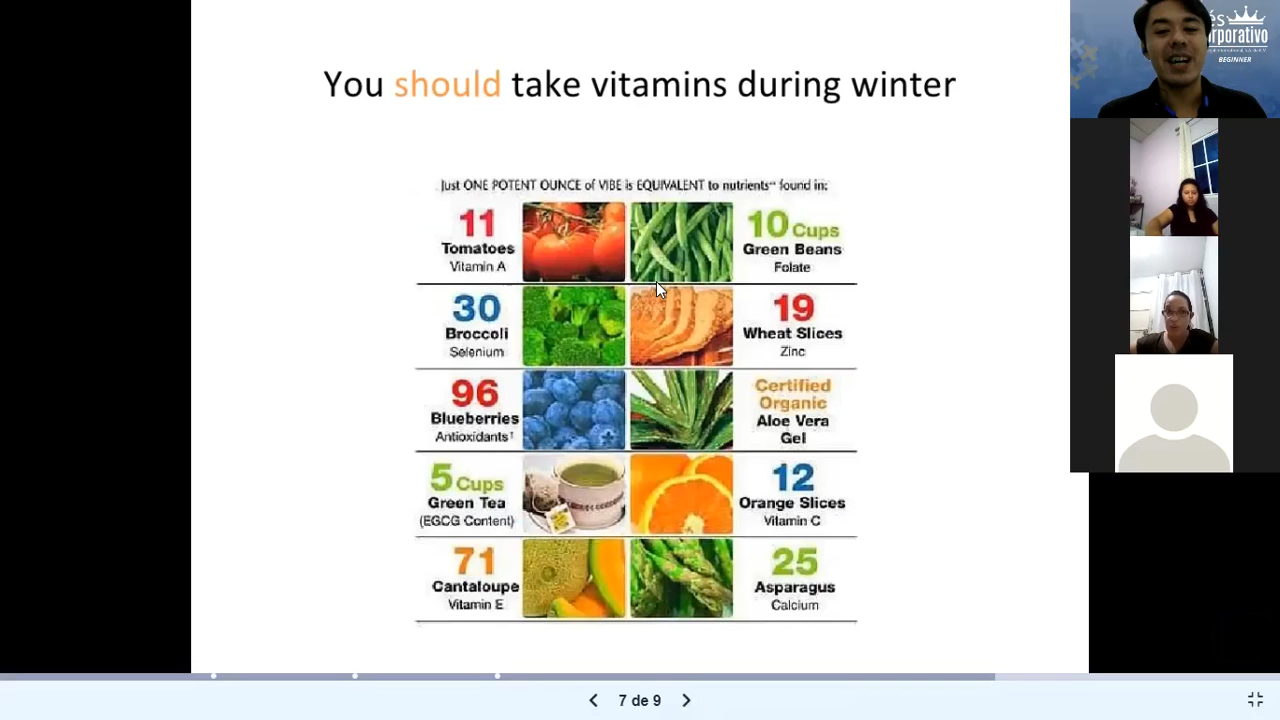 You should take vitamins during winter
Just ONE POTENT OUNCE of VIBE is EQUIVALENT to nutrients** found in:
11
Tomatoes
Vitamin A
10 Cups
Green Beans
Folate
30
Broccoli
Selenium
19
Wheat Slices
Zinc
96
Blueberries
Antioxidants†
Certified
Organic
Aloe Vera
Gel
5 Cups
Green Tea
(EGCG Content)
12
Orange Slices
Vitamin C
71
Cantaloupe
Vitamin E
25
Asparagus
Calcium
7 de 9
és
rporativo
BEGINNER